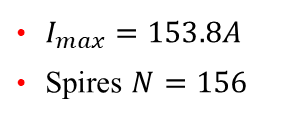 • I_max = 153.8A
• Spires N = 156